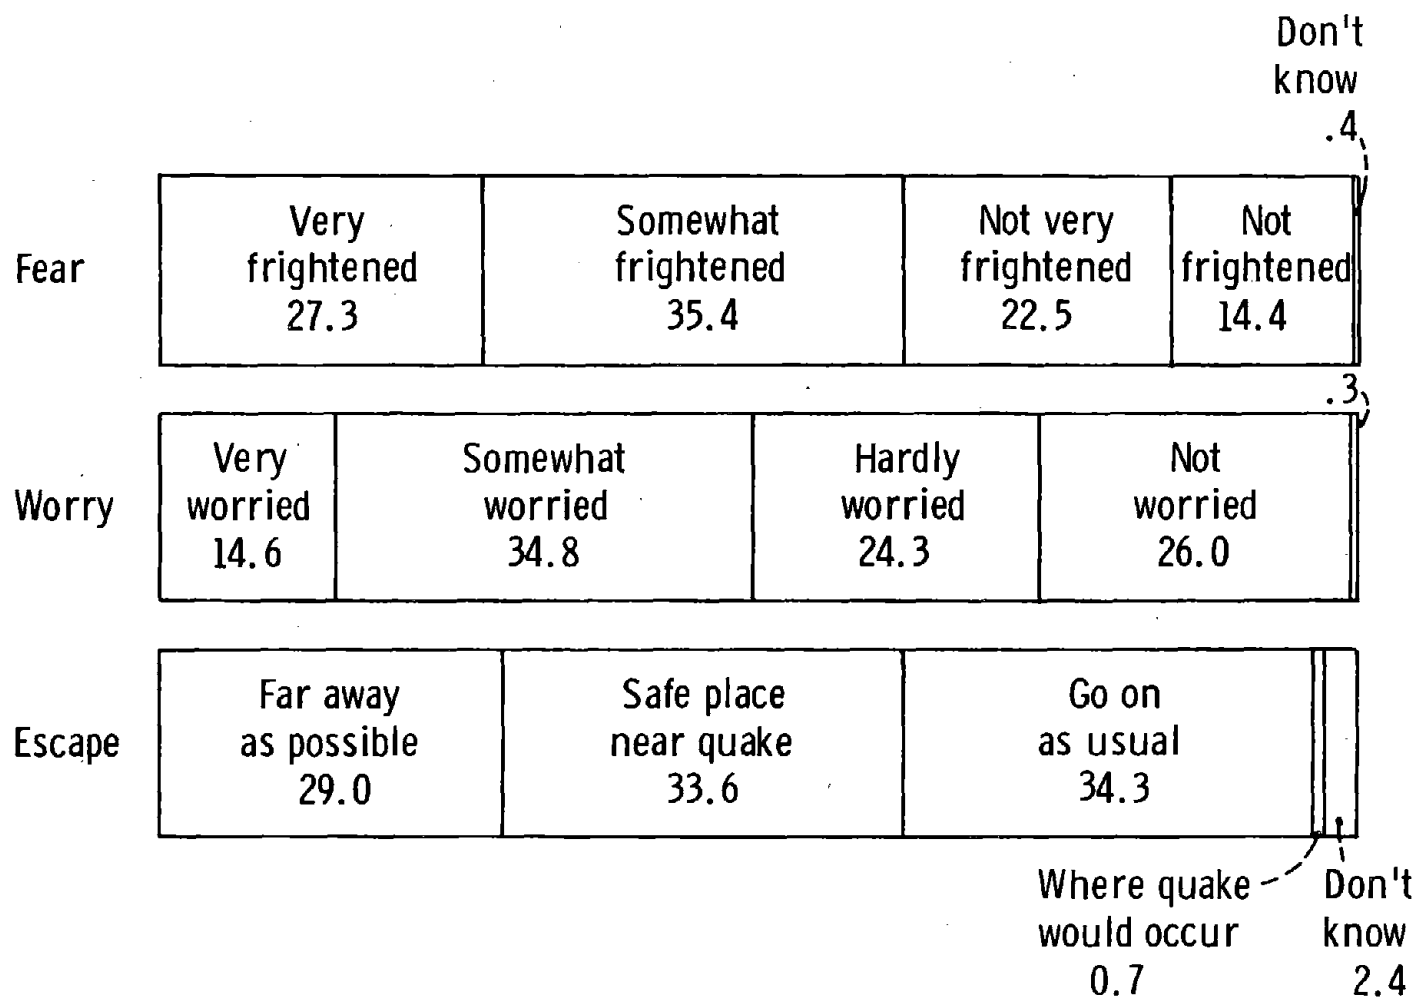 Don't
know
.4
Fear
Very
frightened
27.3
Somewhat
frightened
35.4
Not very
frightened
22.5
Not
frightened
14.4
.3
Worry
Very
worried
14.6
Somewhat
worried
34.8
Hardly
worried
24.3
Not
worried
26.0
Escape
Far away
as possible
29.0
Safe place
near quake
33.6
Go on
as usual
34.3
Where quake
would occur
0.7
Don't
know
2.4